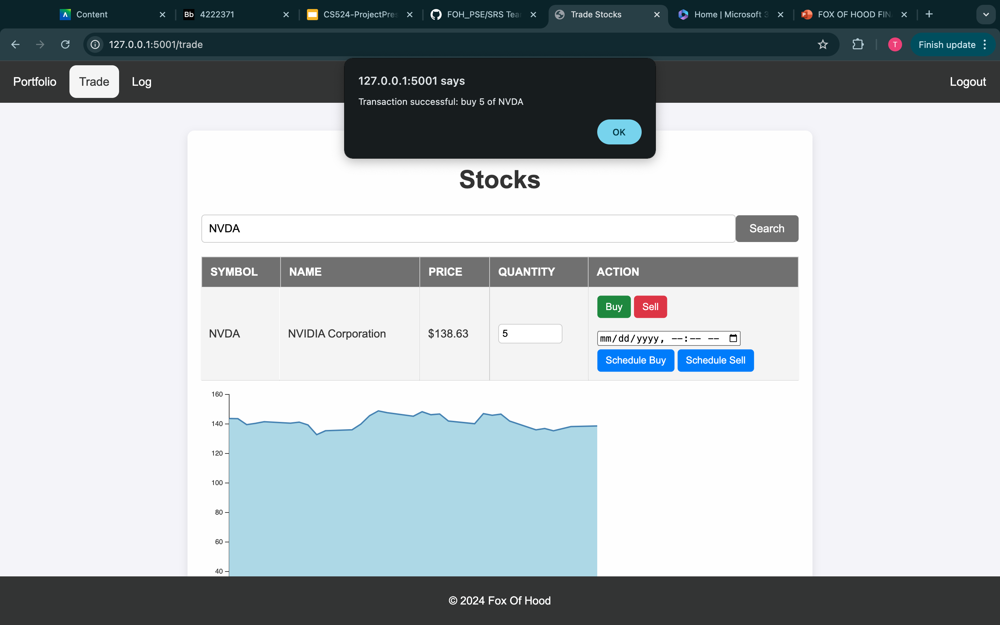 Content
Bb 4222371
CS524-ProjectPres
FOH_PSE/SRS Tear
Trade Stocks
Home | Microsoft 3
FOX OF HOOD FIN
127.0.0.1:5001/trade
T
Finish update
Portfolio
Trade
Log
Logout
127.0.0.1:5001 says
Transaction successful: buy 5 of NVDA
OK
Stocks
NVDA
Search
SYMBOL NAME PRICE QUANTITY ACTION
Buy Sell
NVDA NVIDIA Corporation $138.63 5
mm/dd/yyyy, --:-- --
Schedule Buy Schedule Sell
160
140
120
100
80
60
40
© 2024 Fox Of Hood